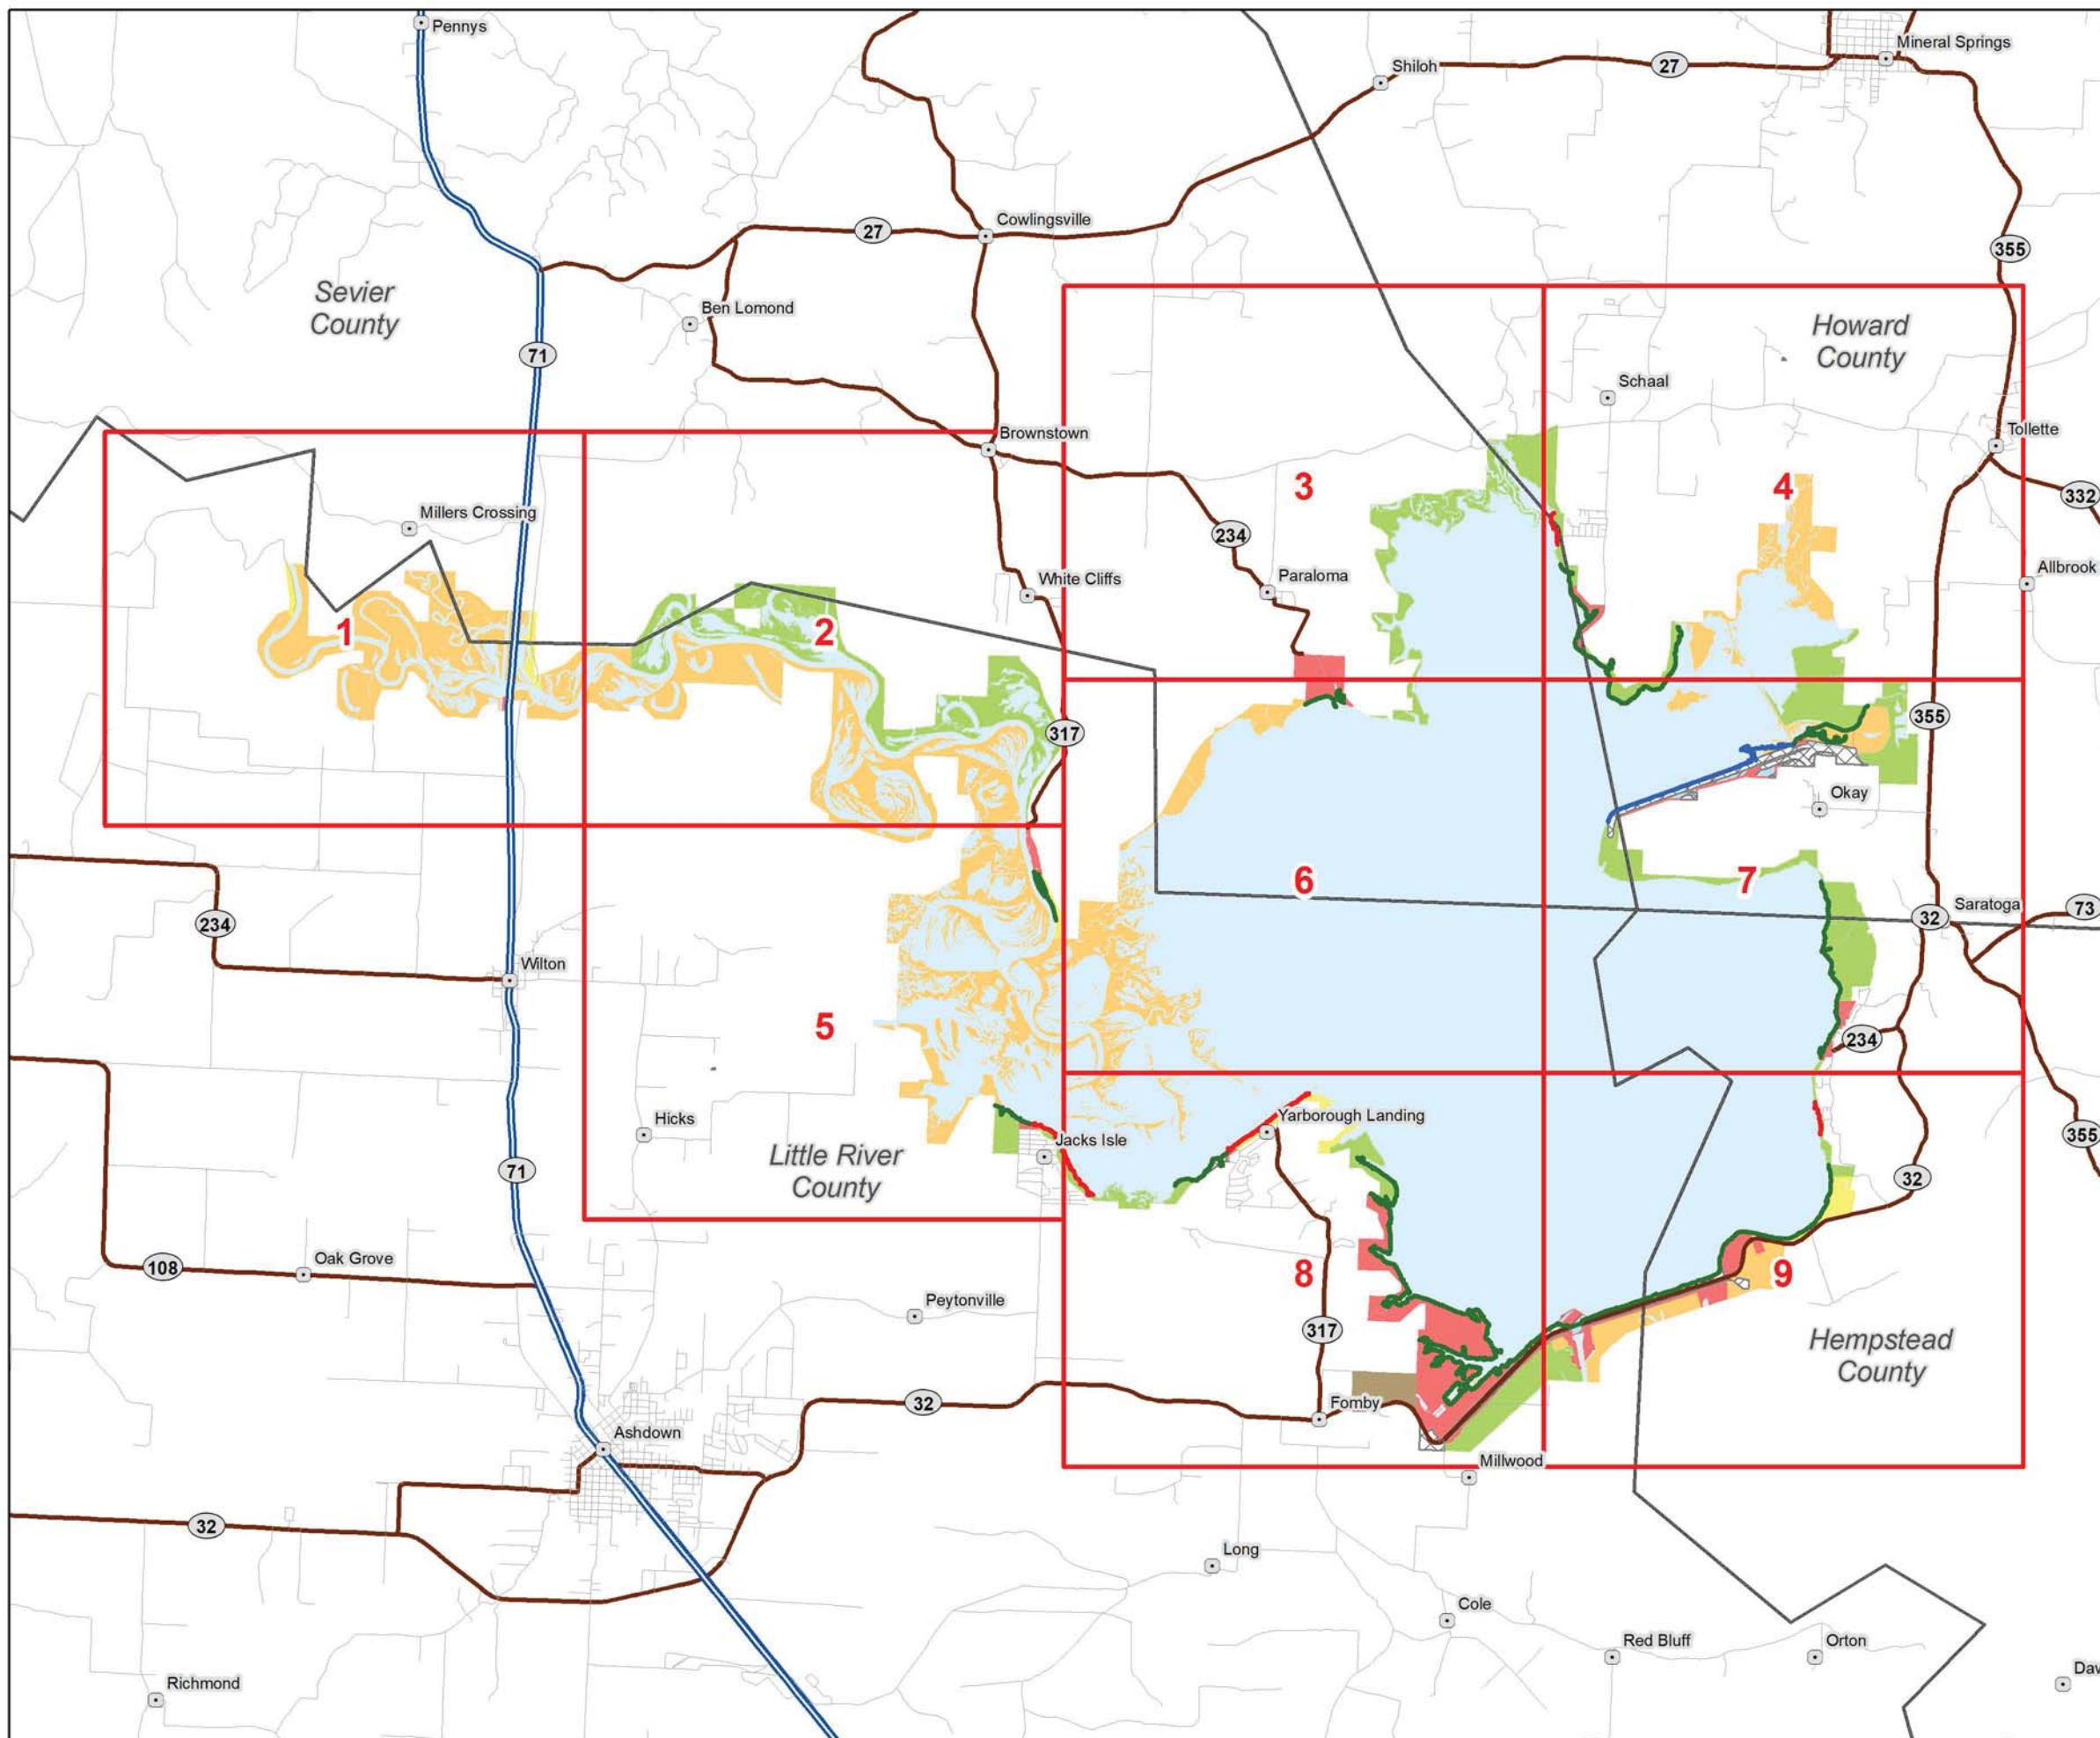 Pennys
Mineral Springs
Shiloh
27
Cowlingsville
27
355
Sevier
County
Ben Lomond
Howard
County
71
Schaal
Brownstown
Tollette
3
4
332
Millers Crossing
234
White Cliffs
Paraloma
Allbrook
1
2
317
355
Okay
6
7
Saratoga
73
234
32
Wilton
5
234
Hicks
Yarborough Landing
Jacks Isle
355
Little River
County
71
32
Oak Grove
108
8
9
Peytonville
317
Hempstead
County
32
Fomby
Ashdown
Millwood
32
Long
Cole
Red Bluff
Orton
Richmond